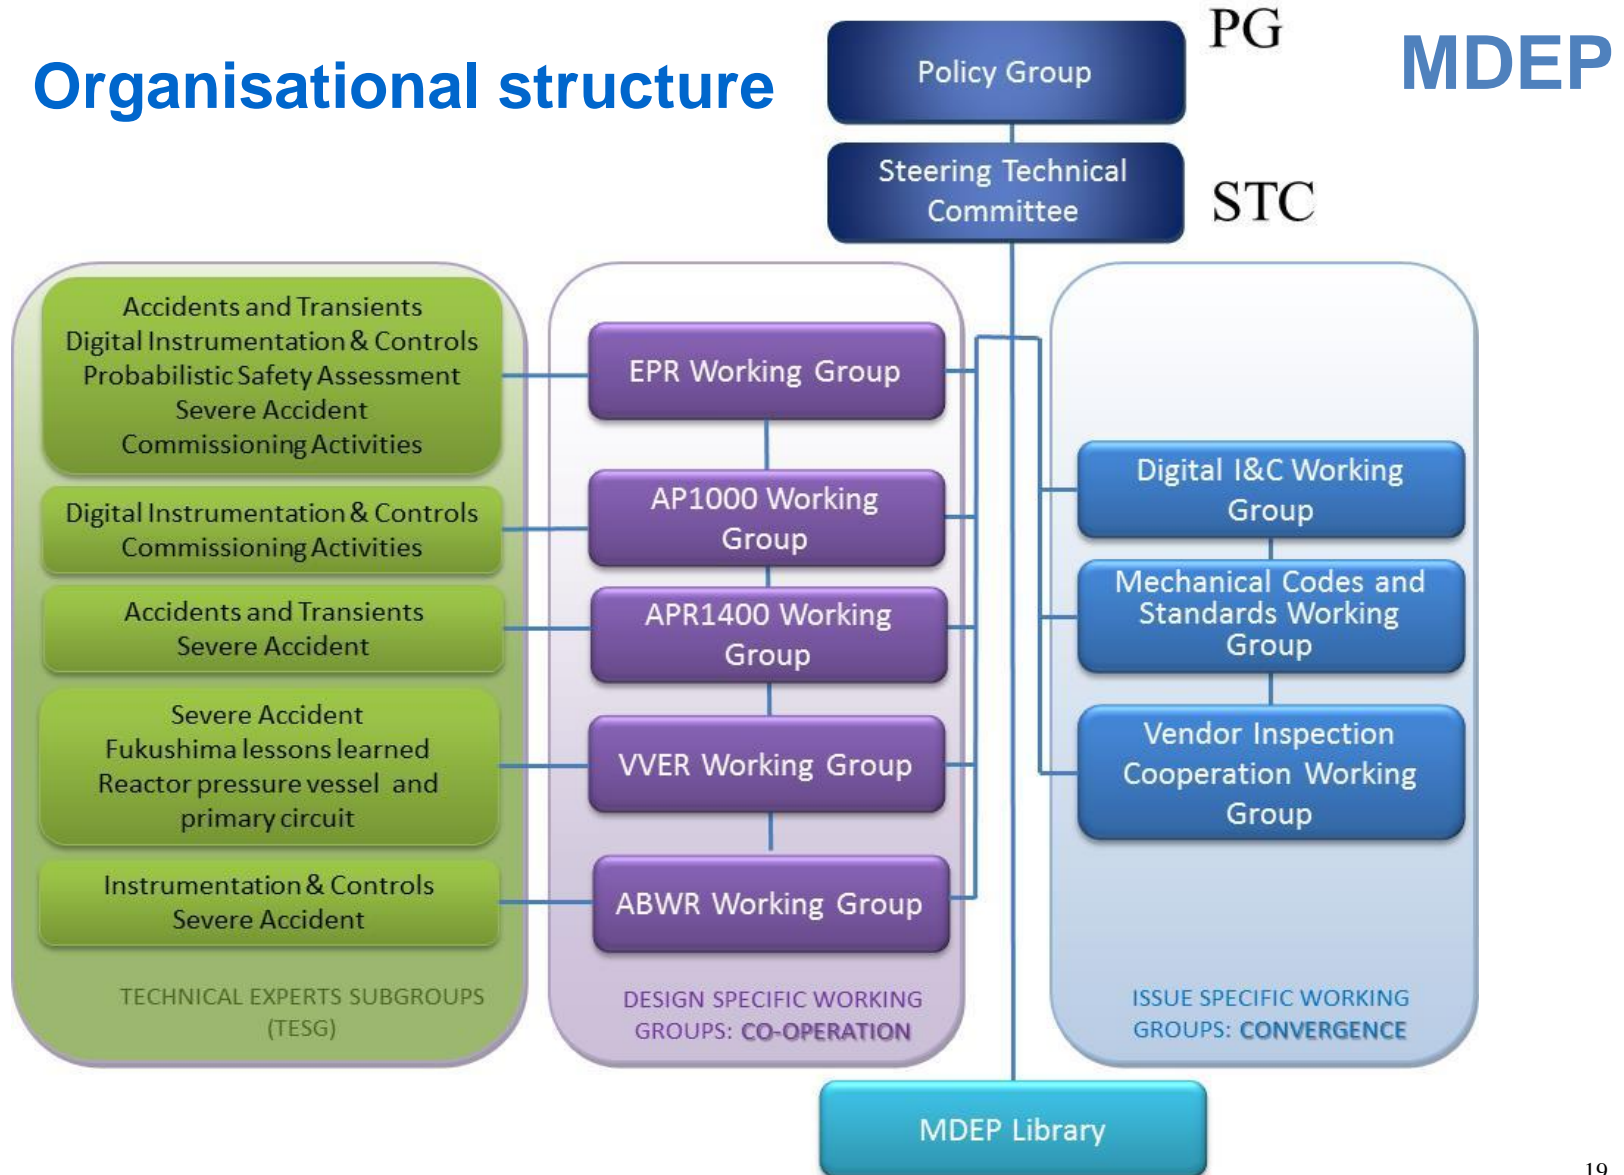 Organisational structure
MDEP
Policy Group
PG
Steering Technical
Committee
STC
Accidents and Transients
Digital Instrumentation & Controls
Probabilistic Safety Assessment
Severe Accident
Commissioning Activities
Digital Instrumentation & Controls
Commissioning Activities
Accidents and Transients
Severe Accident
Severe Accident
Fukushima lessons learned
Reactor pressure vessel and
primary circuit
Instrumentation & Controls
Severe Accident
TECHNICAL EXPERTS SUBGROUPS
(TESG)
EPR Working Group
AP1000 Working
Group
APR1400 Working
Group
VVER Working Group
ABWR Working Group
DESIGN SPECIFIC WORKING
GROUPS: CO-OPERATION
Digital I&C Working
Group
Mechanical Codes and
Standards Working
Group
Vendor Inspection
Cooperation Working
Group
ISSUE SPECIFIC WORKING
GROUPS: CONVERGENCE
MDEP Library
19